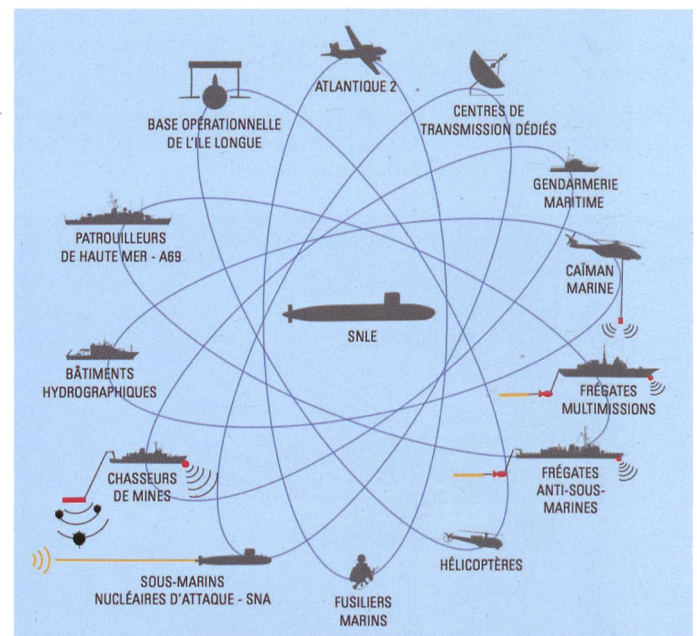 ATLANTIQUE 2
CENTRES DE
TRANSMISSION DÉDIÉS
BASE OPÉRATIONNELLE
DE L'ILE LONGUE
GENDARMERIE
MARITIME
PATROUILLEURS
DE HAUTE MER - A69
CAÏMAN
MARINE
SNLE
BÂTIMENTS
HYDROGRAPHIQUES
FRÉGATES
MULTIMISSIONS
CHASSEURS
DE MINES
FRÉGATES
ANTI-SOUS-
MARINES
HÉLICOPTÈRES
SOUS-MARINS
NUCLÉAIRES D'ATTAQUE - SNA
FUSILIERS
MARINS